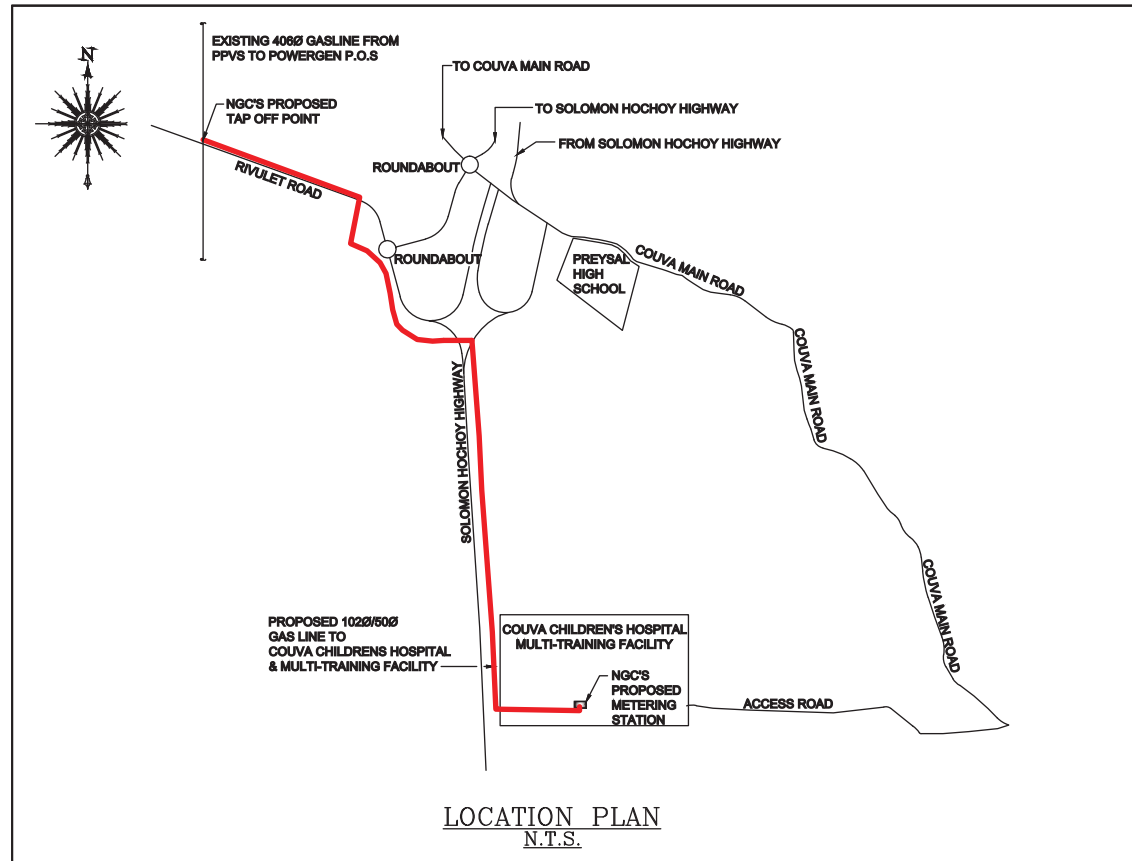 N
EXISTING 406Ø GASLINE FROM
PPVS TO POWERGEN P.O.S
NGC'S PROPOSED
TAP OFF POINT
RIVULET ROAD
TO COUVA MAIN ROAD
TO SOLOMON HOCHOY HIGHWAY
FROM SOLOMON HOCHOY HIGHWAY
ROUNDABOUT
ROUNDABOUT
PREYSAL
HIGH
SCHOOL
COUVA MAIN ROAD
COUVA MAIN ROAD
COUVA MAIN ROAD
SOLOMON HOCHOY HIGHWAY
PROPOSED 102Ø/50Ø
GAS LINE TO
COUVA CHILDRENS HOSPITAL
& MULTI-TRAINING FACILITY
COUVA CHILDREN'S HOSPITAL
MULTI-TRAINING FACILITY
NGC'S
PROPOSED
METERING
STATION
ACCESS ROAD
LOCATION PLAN
N.T.S.